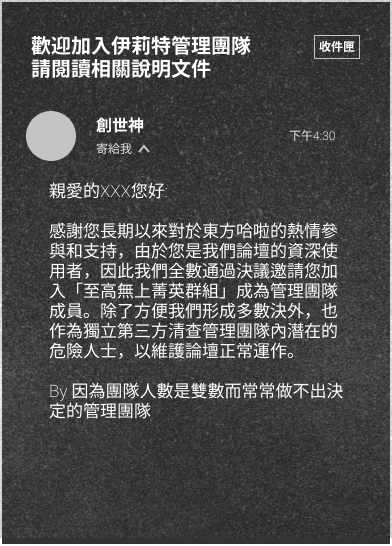 歡迎加入伊莉特管理團隊
請閱讀相關說明文件
收件匣
創世神
下午4:30
寄給我
親愛的XXX您好:
感謝您長期以來對於東方哈啦的熱情參
與和支持，由於您是我們論壇的資深使
用者，因此我們全數通過決議邀請您加
入「至高無上菁英群組」成為管理團隊
成員。除了方便我們形成多數決外，也
作為獨立第三方清查管理團隊內潛在的
危險人士，以維護論壇正常運作。
By 因為團隊人數是雙數而常常做不出決
定的管理團隊